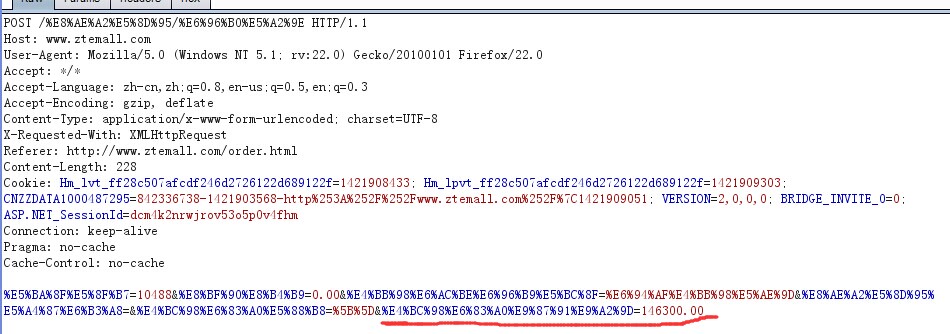 Raw Params Headers Hex
POST /%E8%AE%A2%E5%8D%95/%E6%96%B0%E5%A2%9E HTTP/1.1
Host: www.ztemall.com
User-Agent: Mozilla/5.0 (Windows NT 5.1; rv:22.0) Gecko/20100101 Firefox/22.0
Accept: */*
Accept-Language: zh-cn,zh;q=0.8,en-us;q=0.5,en;q=0.3
Accept-Encoding: gzip, deflate
Content-Type: application/x-www-form-urlencoded; charset=UTF-8
X-Requested-With: XMLHttpRequest
Referer: http://www.ztemall.com/order.html
Content-Length: 228
Cookie: Hm_lvt_ff28c507afcdf246d2726122d689122f=1421908433; Hm_lpvt_ff28c507afcdf246d2726122d689122f=1421909303;
CNZZDATA1000487295=842336738-1421903568-http%253A%252F%252Fwww.ztemall.com%252F%7C1421909051; VERSION=2,0,0,0; BRIDGE_INVITE_0=0;
ASP.NET_SessionId=dcm4k2nrwjrov53o5p0v4fhm
Connection: keep-alive
Pragma: no-cache
Cache-Control: no-cache
%E5%BA%8F%E5%8F%B7=10488&%E8%BF%90%E8%B4%B9=0.00&%E4%BB%98%E6%AC%BE%E6%96%B9%E5%BC%8F=%E6%94%AF%E4%BB%98%E5%AE%9D&%E8%AE%A2%E5%8D%95%
E5%A4%87%E6%B3%A8=&%E4%BC%98%E6%83%A0%E5%88%B8=%5B%5D&%E4%BC%98%E6%83%A0%E9%87%91%E9%A2%9D=146300.00